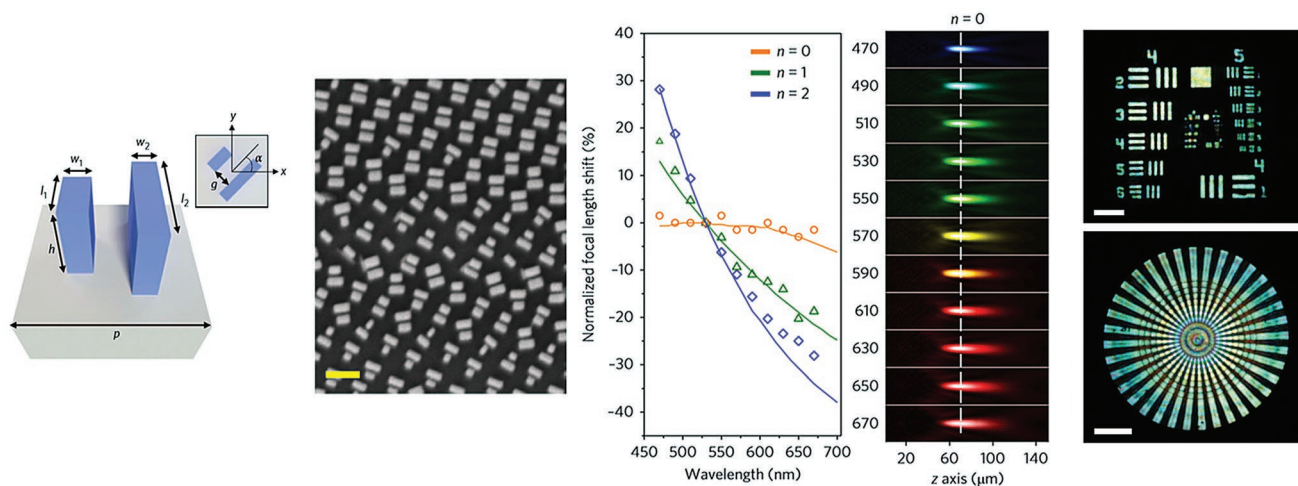 w1
w2
l1
l2
h
p
y
x
α
g
Normalized focal length shift (%)
40
30
20
10
0
−10
−20
−30
−40
n = 0
n = 1
n = 2
450 500 550 600 650 700
Wavelength (nm)
n = 0
470
490
510
530
550
570
590
610
630
650
670
20 60 100 140
z axis (μm)
4 5
2
3
4
5
6
4
1